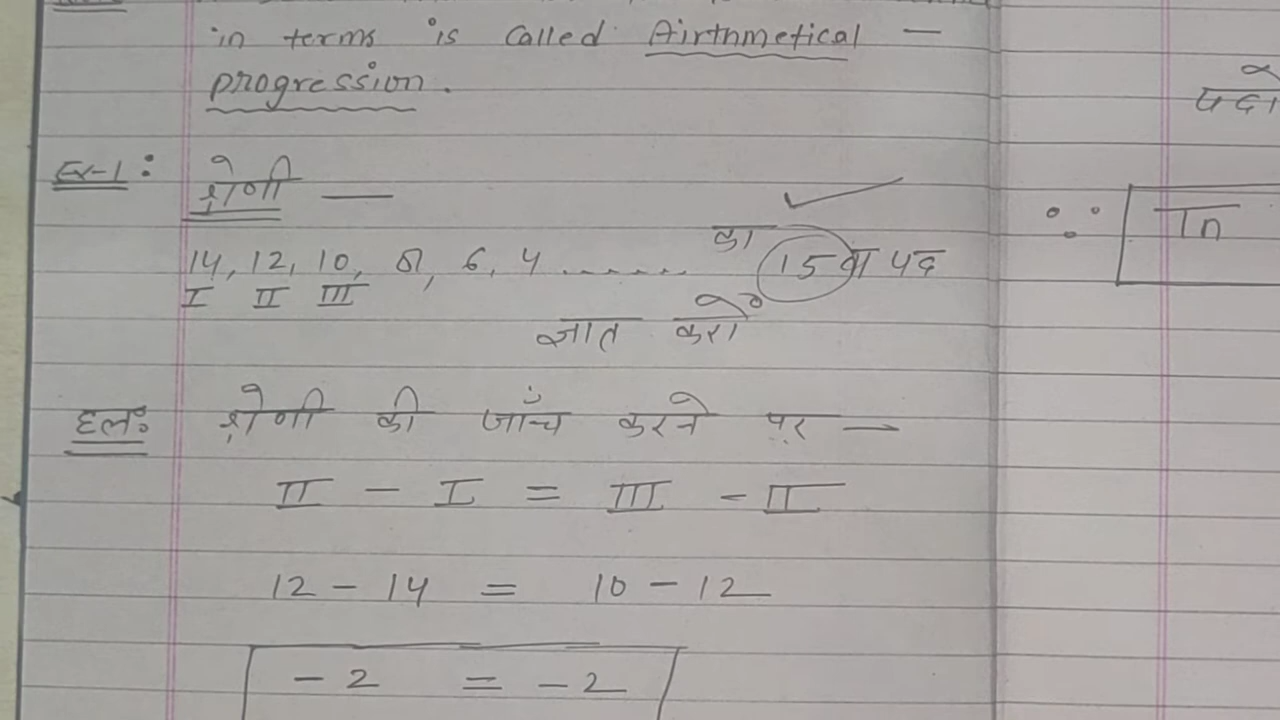 in terms is called Airthmetical —
progression.
Ex-1: श्रेणी —
14, 12, 10, 8, 6, 4 ....... का 15वा पद
I II III
ज्ञात करो
हलः श्रेणी की जाँच करने पर —
II - I = III - II
12 - 14 = 10 - 12
- 2 = - 2
∴ Tn